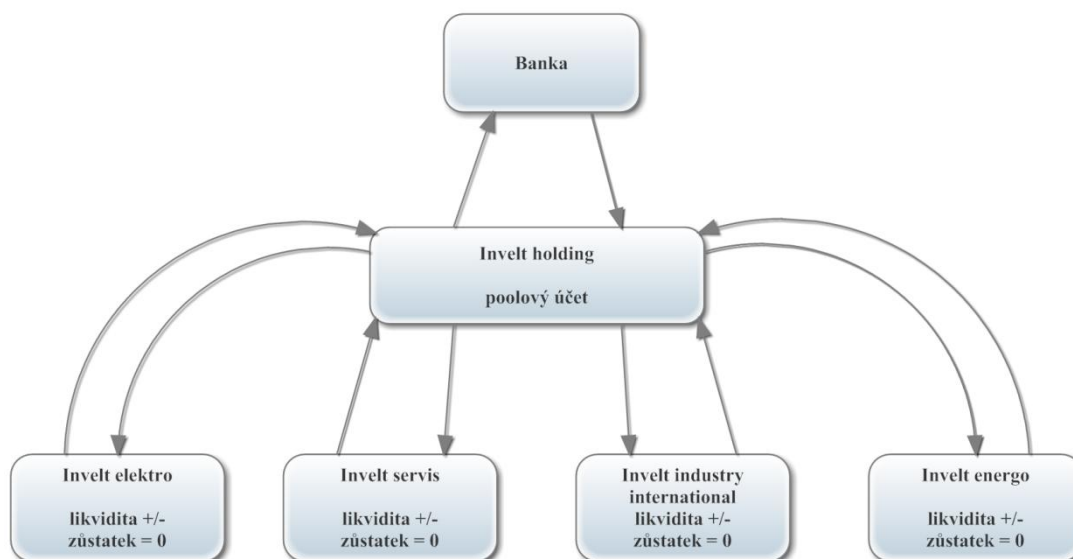 Banka
Invelt holding
poolový účet
Invelt elektro
likvidita +/-
zůstatek = 0
Invelt servis
likvidita +/-
zůstatek = 0
Invelt industry
international
likvidita +/-
zůstatek = 0
Invelt energo
likvidita +/-
zůstatek = 0